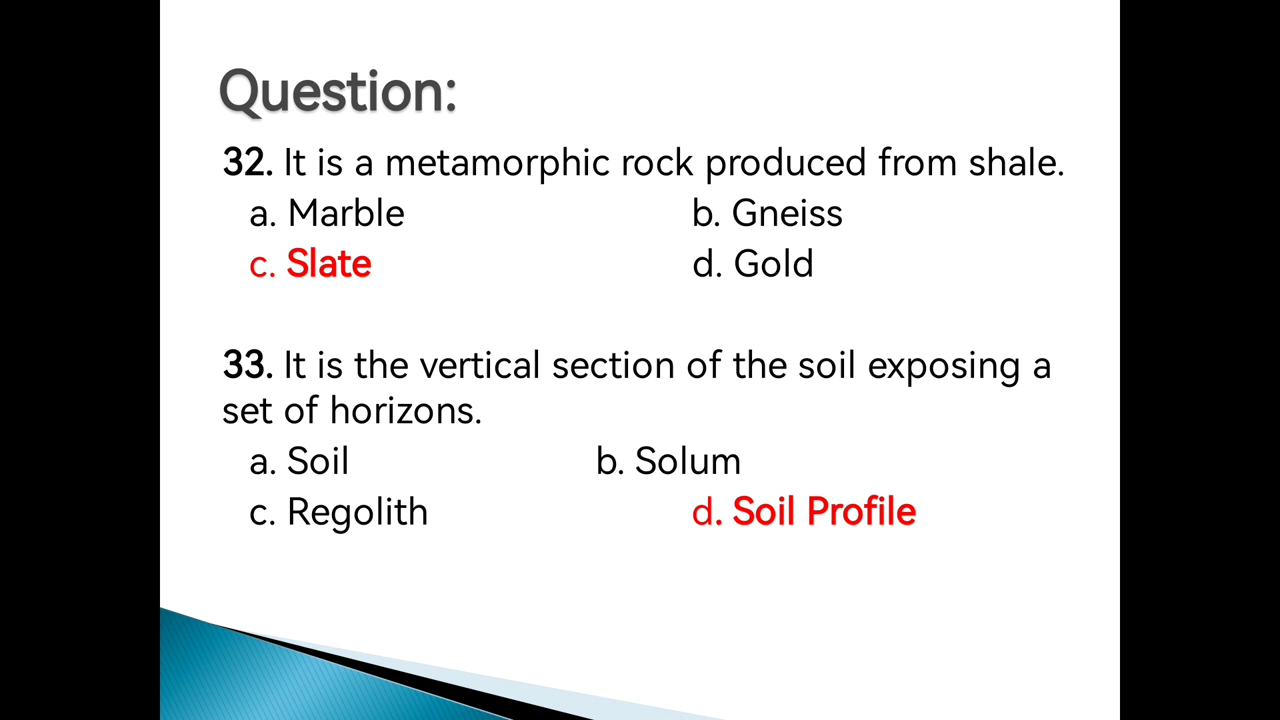 Question:
32. It is a metamorphic rock produced from shale.
a. Marble b. Gneiss
c. Slate d. Gold
33. It is the vertical section of the soil exposing a
set of horizons.
a. Soil b. Solum
c. Regolith d. Soil Profile